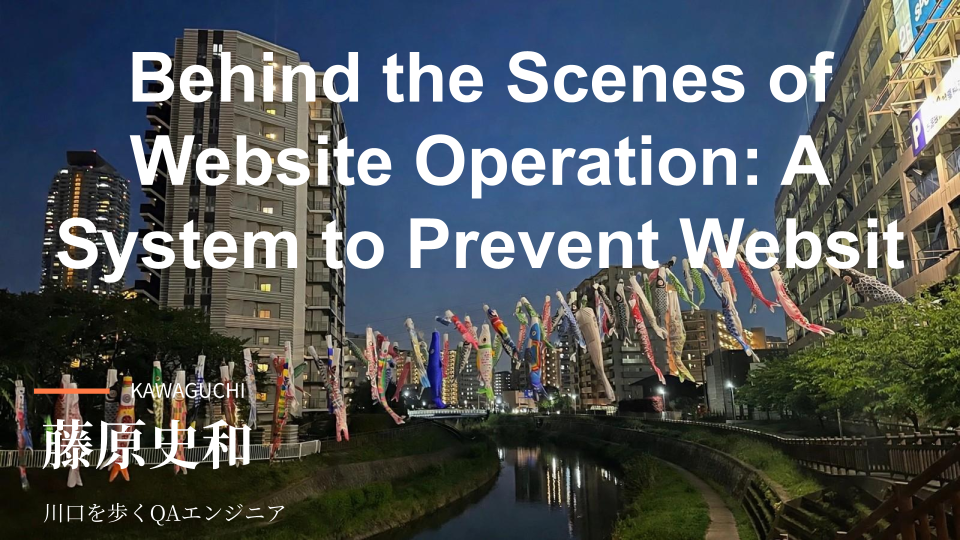 Behind the Scenes of
Website Operation: A
System to Prevent Websit
KAWAGUCHI
藤原史和
川口を歩くQAエンジニア
P